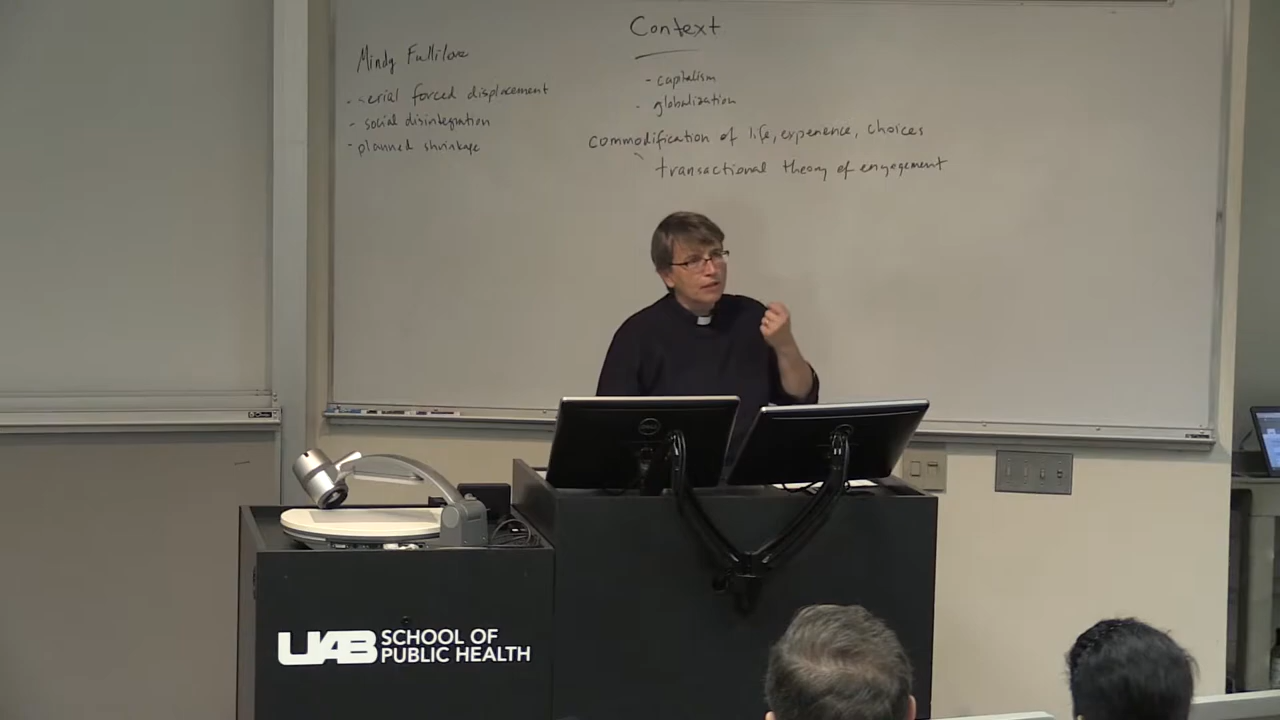 Mindy Fullilove
- serial forced displacement
- social disintegration
- planned shrinkage
Context
- capitalism
- globalization
commodification of life, experience, choices
transactional theory of engagement
DELL
UAB SCHOOL OF
PUBLIC HEALTH